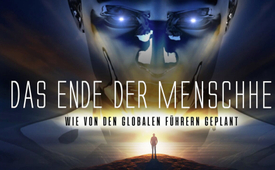 DAS ENDE DER MENSCHHE
WIE VON DEN GLOBALEN FÜHRERN GEPLANT